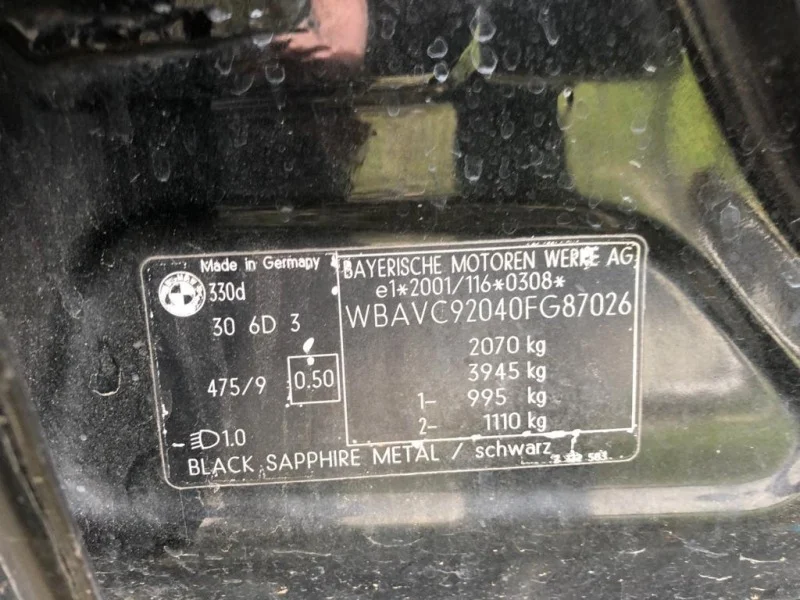 Made in Germany
330d
30 6D 3
475/9 0.50
1.0
BAYERISCHE MOTOREN WERKE AG
e1*2001/116*0308*
WBAVC92040FG87026
2070 kg
3945 kg
1- 995 kg
2- 1110 kg
BLACK SAPPHIRE METAL / schwarz